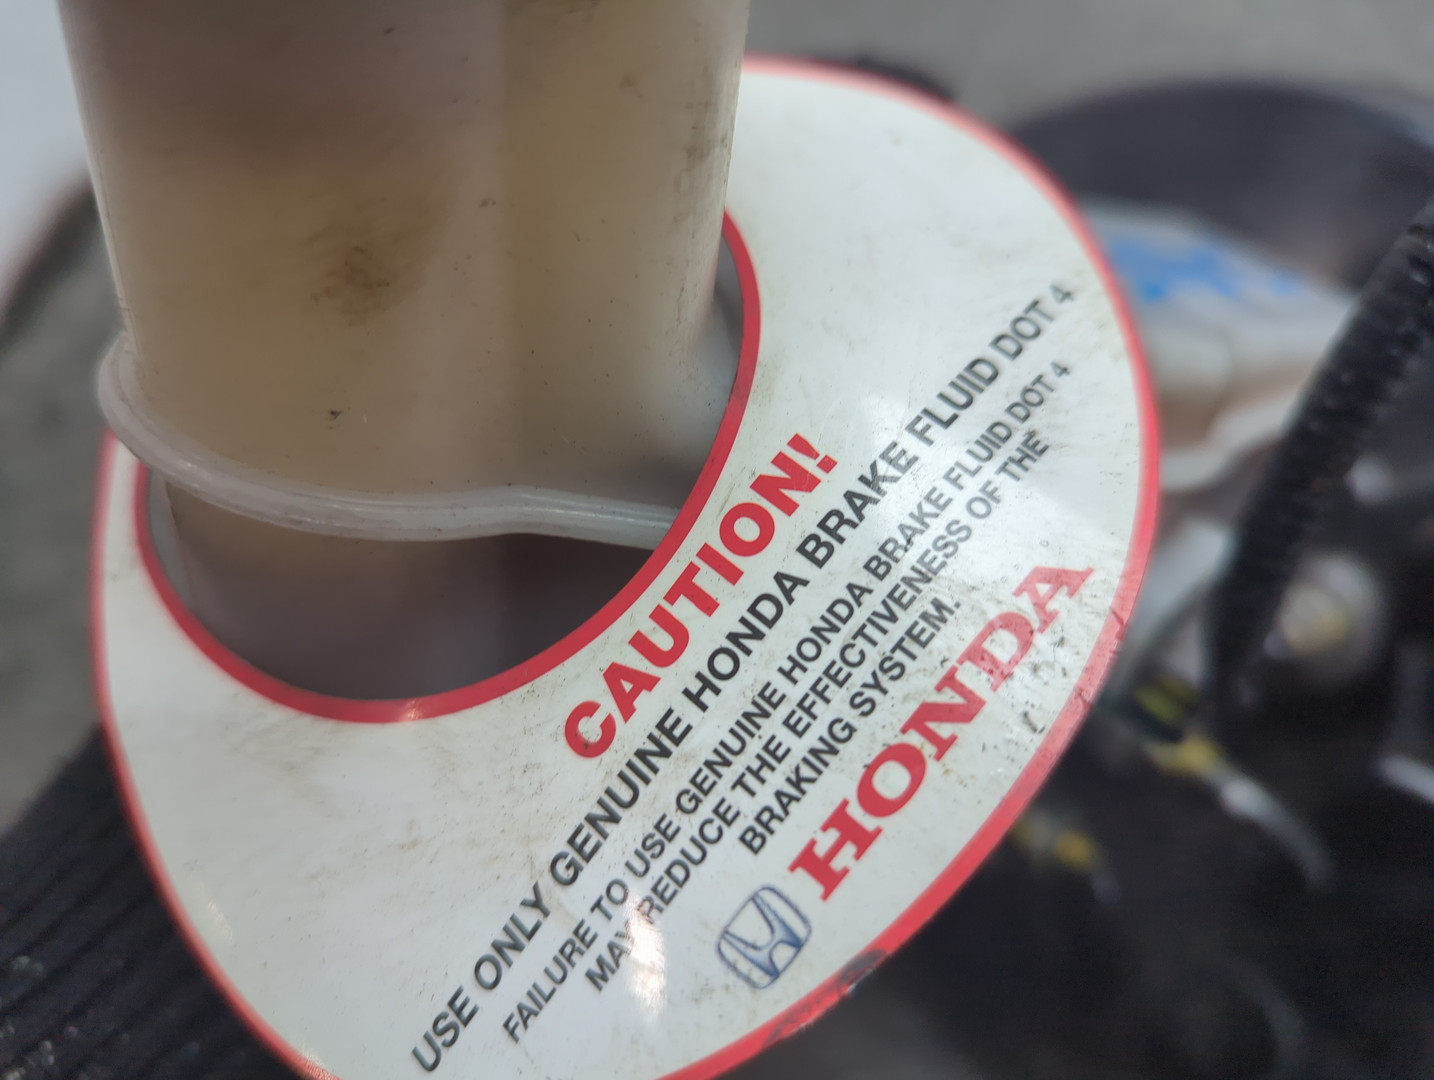 CAUTION!
USE ONLY GENUINE HONDA BRAKE FLUID DOT 4
FAILURE TO USE GENUINE HONDA BRAKE FLUID DOT 4
MAY REDUCE THE EFFECTIVENESS OF THE
BRAKING SYSTEM.
HONDA